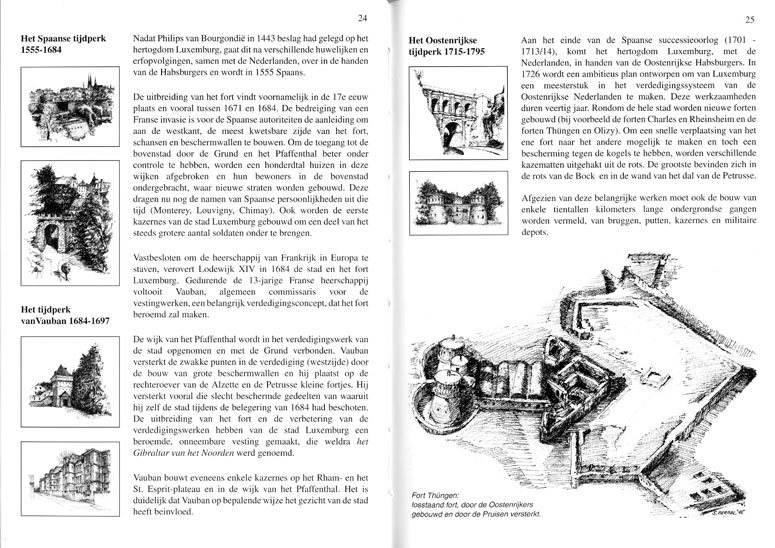 24
Het Spaanse tijdperk
1555-1684
Nadat Philips van Bourgondië in 1443 beslag had gelegd op het
hertogdom Luxemburg, gaat dit na verschillende huwelijken en
erfopvolgingen, samen met de Nederlanden, over in de handen
van de Habsburgers en wordt in 1555 Spaans.
De uitbreiding van het fort vindt voornamelijk in de 17e eeuw
plaats en vooral tussen 1671 en 1684. De bedreiging van een
Franse invasie is voor de Spaanse autoriteiten de aanleiding om
aan de westkant, de meest kwetsbare zijde van het fort,
schansen en beschermwallen te bouwen. Om de toegang tot de
bovenstad door de Grund en het Pfaffenthal beter onder
controle te hebben, worden een honderdtal huizen in deze
wijken afgebroken en hun bewoners in de bovenstad
ondergebracht, waar nieuwe straten worden gebouwd. Deze
dragen nu nog de namen van Spaanse persoonlijkheden uit die
tijd (Monterey, Louvigny, Chimay). Ook worden de eerste
kazernes van de stad Luxemburg gebouwd om een deel van het
steeds grotere aantal soldaten onder te brengen.
Vastbesloten om de heerschappij van Frankrijk in Europa te
staven, verovert Lodewijk XIV in 1684 de stad en het fort
Luxemburg. Gedurende de 13-jarige Franse heerschappij
voltooit Vauban, algemeen commissaris voor de
vestingwerken, een belangrijk verdedigingsconcept, dat het fort
beroemd zal maken.
Het tijdperk
vanVauban 1684-1697
De wijk van het Pfaffenthal wordt in het verdedigingswerk van
de stad opgenomen en met de Grund verbonden. Vauban
versterkt de zwakke punten in de verdediging (westzijde) door
de bouw van grote beschermwallen en hij plaatst op de
rechteroever van de Alzette en de Petrusse kleine fortjes. Hij
versterkt vooral die slecht beschermde gedeelten van waaruit
hij zelf de stad tijdens de belegering van 1684 had beschoten.
De uitbreiding van het fort en de verbetering van de
verdedigingswerken hebben van de stad Luxemburg een
beroemde, onneembare vesting gemaakt, die weldra het
Gibraltar van het Noorden werd genoemd.
Vauban bouwt eveneens enkele kazernes op het Rham- en het
St. Esprit-plateau en in de wijk van het Pfaffenthal. Het is
duidelijk dat Vauban op bepalende wijze het gezicht van de stad
heeft beinvloed.
25
Het Oostenrijkse
tijdperk 1715-1795
Aan het einde van de Spaanse successieoorlog (1701 -
1713/14), komt het hertogdom Luxemburg, met de
Nederlanden, in handen van de Oostenrijkse Habsburgers. In
1726 wordt een ambitieus plan ontworpen om van Luxemburg
een meesterstuk in het verdedigingssysteem van de
Oostenrijkse Nederlanden te maken. Deze werkzaamheden
duren veertig jaar. Rondom de hele stad worden nieuwe forten
gebouwd (bij voorbeeld de forten Charles en Rheinsheim en de
forten Thüngen en Olizy). Om een snelle verplaatsing van het
ene fort naar het andere mogelijk te maken en toch een
bescherming tegen de kogels te hebben, worden verschillende
kazematten uitgehakt uit de rots. De grootste bevinden zich in
de rots van de Bock en in de wand van het dal van de Petrusse.
Afgezien van deze belangrijke werken moet ook de bouw van
enkele tientallen kilometers lange ondergrondse gangen
worden vermeld, van bruggen, putten, kazernes en militaire
depots.
Fort Thüngen:
losstaand fort, door de Oostenrijkers
gebouwd en door de Pruisen versterkt.